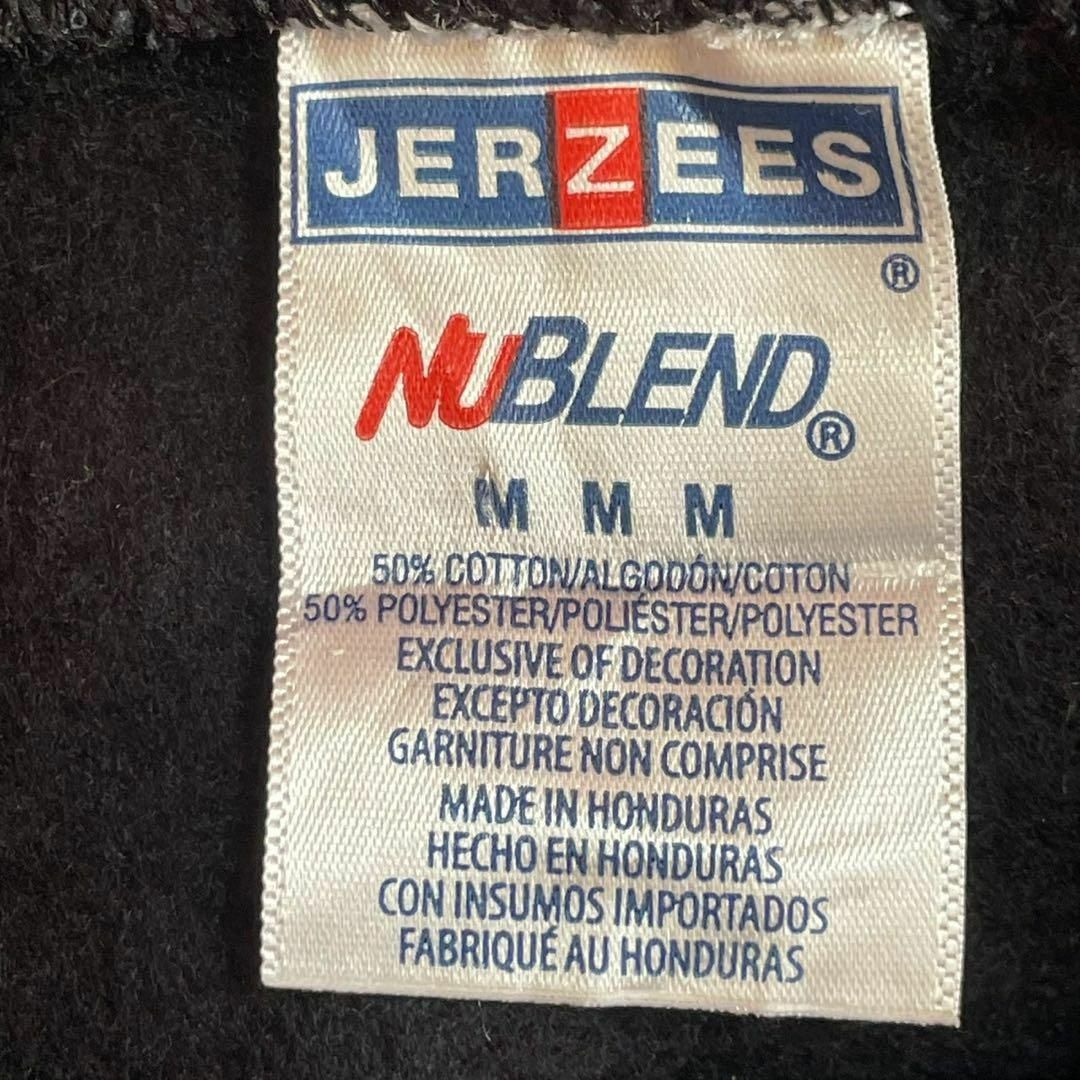 JERZEES
®
NUBLEND®
M M M
50% COTTON/ALGODÓN/COTON
50% POLYESTER/POLIÉSTER/POLYESTER
EXCLUSIVE OF DECORATION
EXCEPTO DECORACIÓN
GARNITURE NON COMPRISE
MADE IN HONDURAS
HECHO EN HONDURAS
CON INSUMOS IMPORTADOS
FABRIQUÉ AU HONDURAS